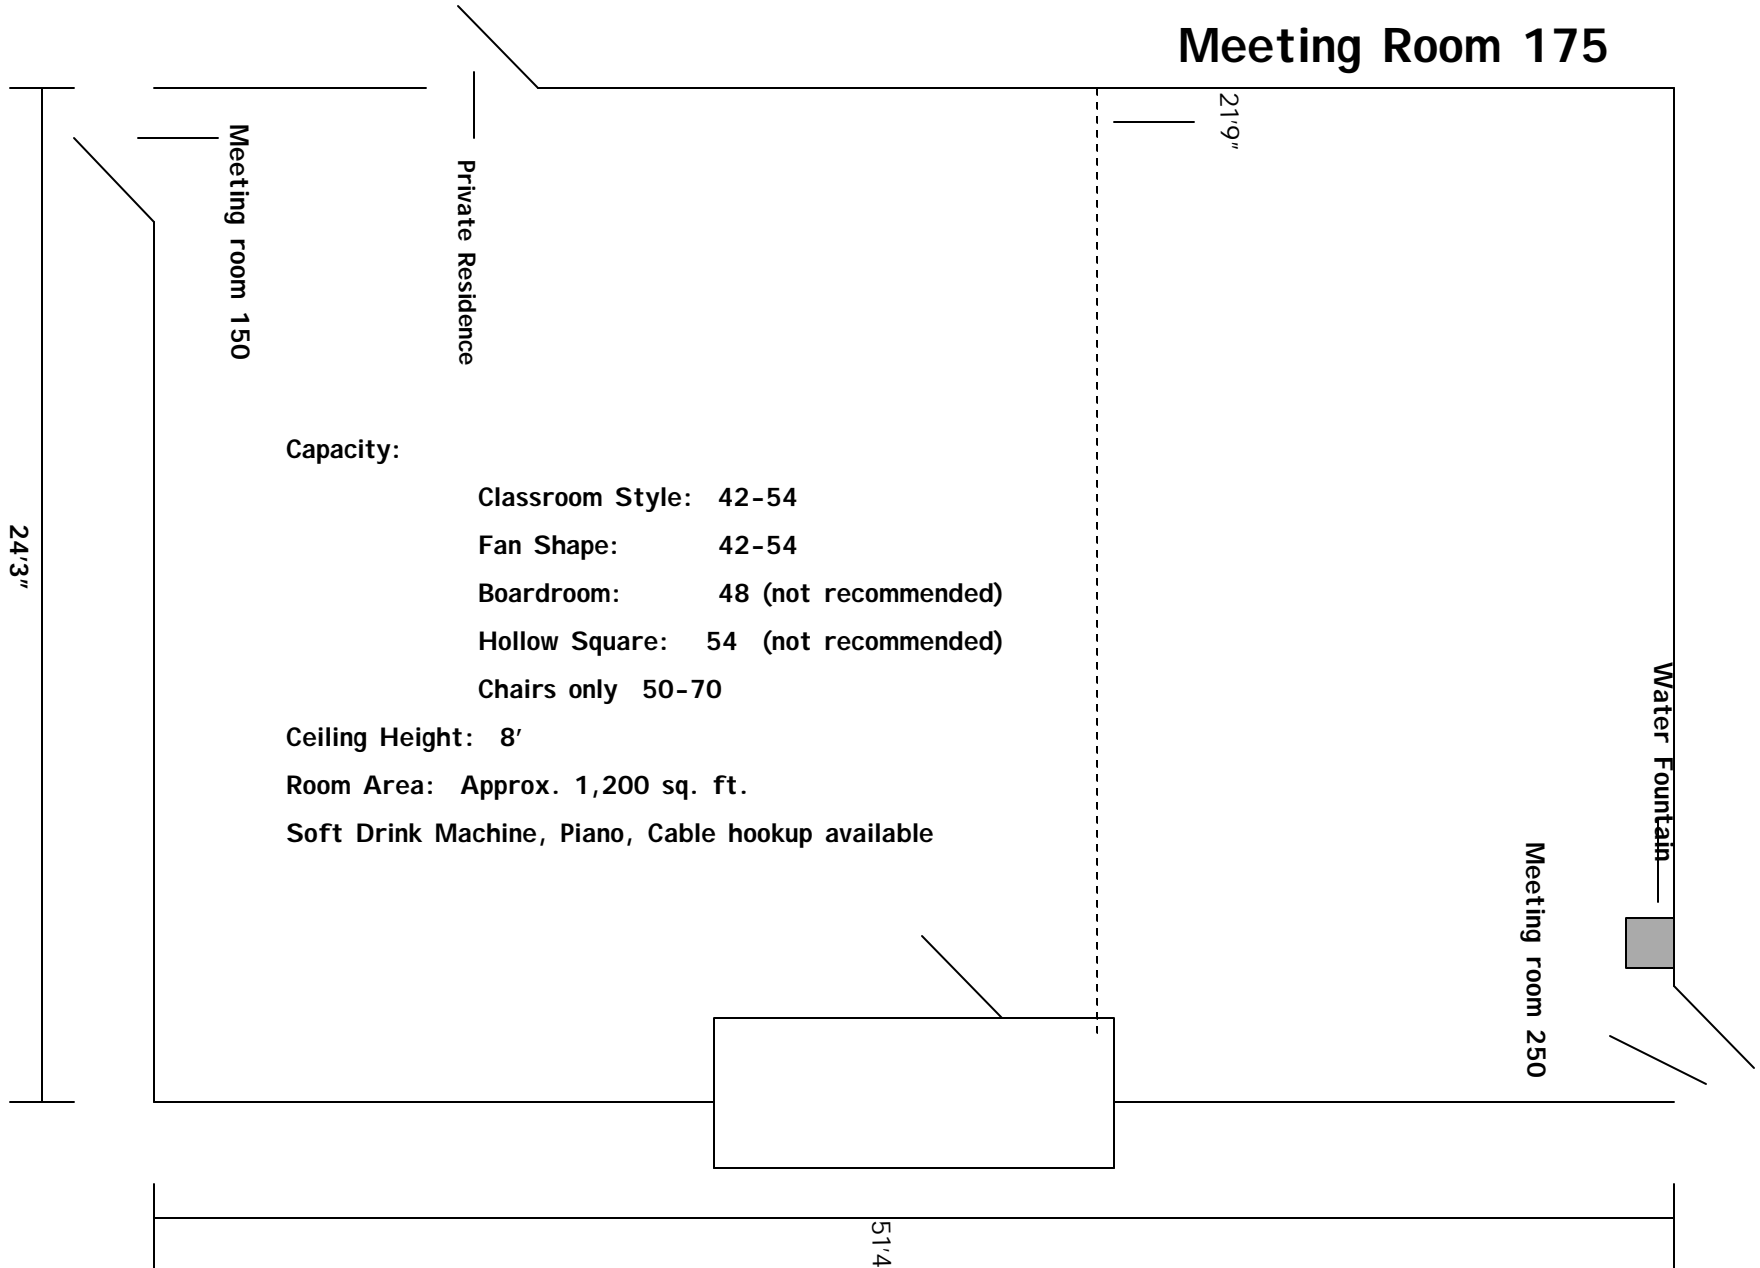 Meeting Room 175
21'9"
Meeting room 150
Private Residence
Capacity:
Classroom Style: 42-54
Fan Shape: 42-54
Boardroom: 48 (not recommended)
Hollow Square: 54 (not recommended)
Chairs only 50-70
Ceiling Height: 8'
Room Area: Approx. 1,200 sq. ft.
Soft Drink Machine, Piano, Cable hookup available
24'3"
Water Fountain
Meeting room 250
51'4